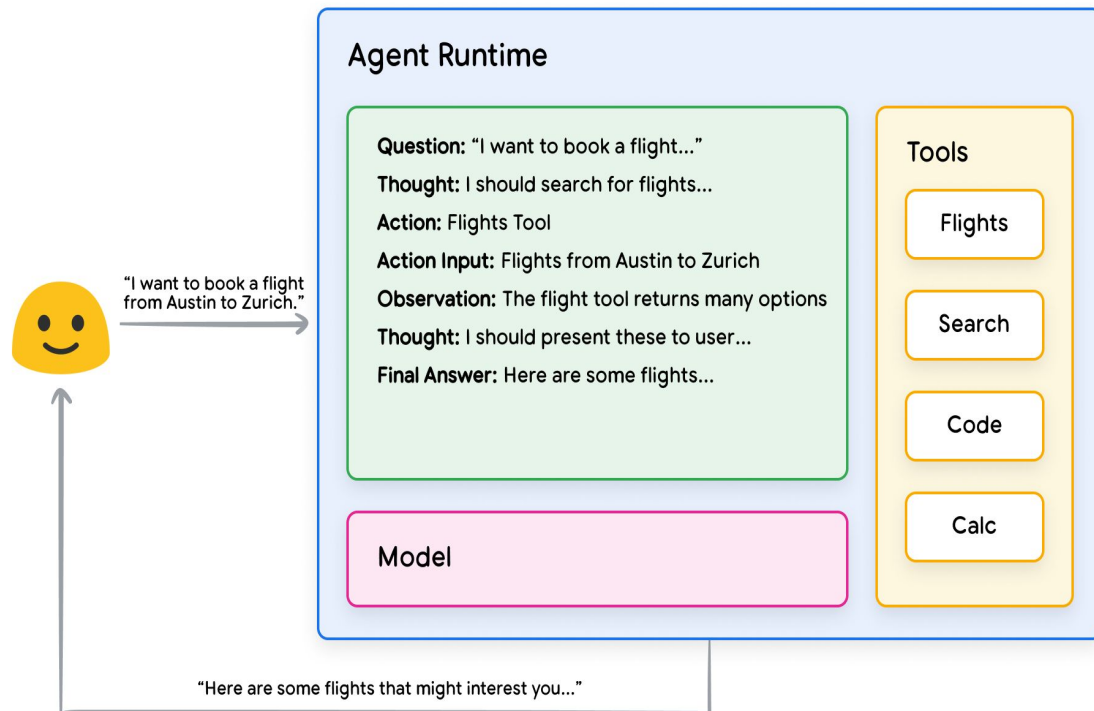 Agent Runtime
Question: “I want to book a flight...”
Thought: I should search for flights...
Action: Flights Tool
Action Input: Flights from Austin to Zurich
Observation: The flight tool returns many options
Thought: I should present these to user...
Final Answer: Here are some flights...
Tools
Flights
Search
Code
Calc
Model
“I want to book a flight
from Austin to Zurich.”
“Here are some flights that might interest you...”